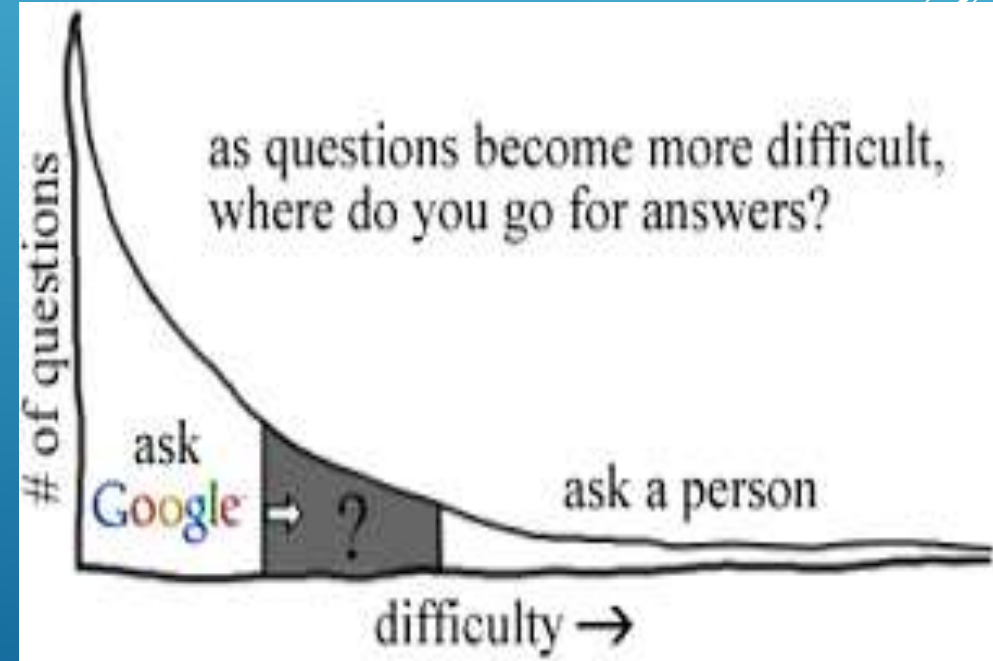 as questions become more difficult,
where do you go for answers?
# of questions
ask
Google
?
ask a person
difficulty →